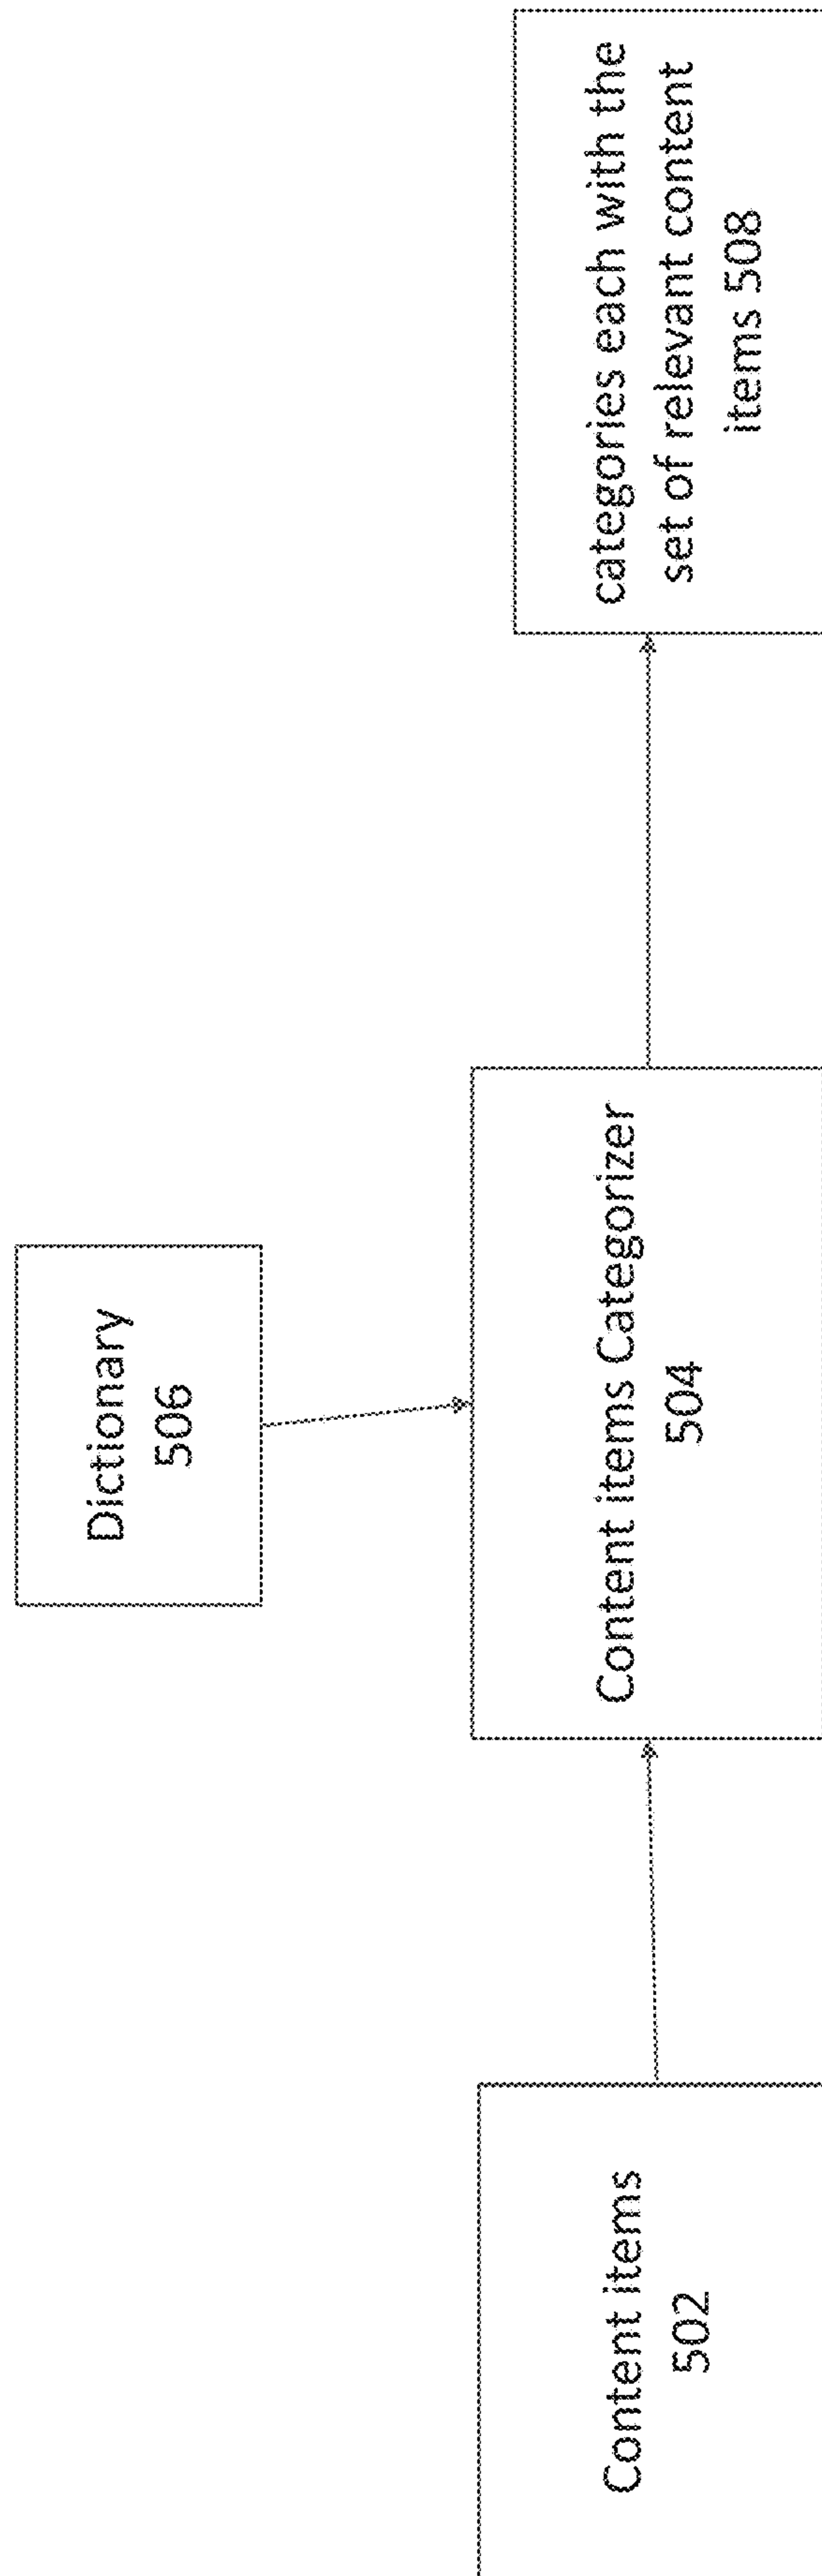 Dictionary
506
Content items
502
Content items Categorizer
504
categories each with the
set of relevant content
items 508